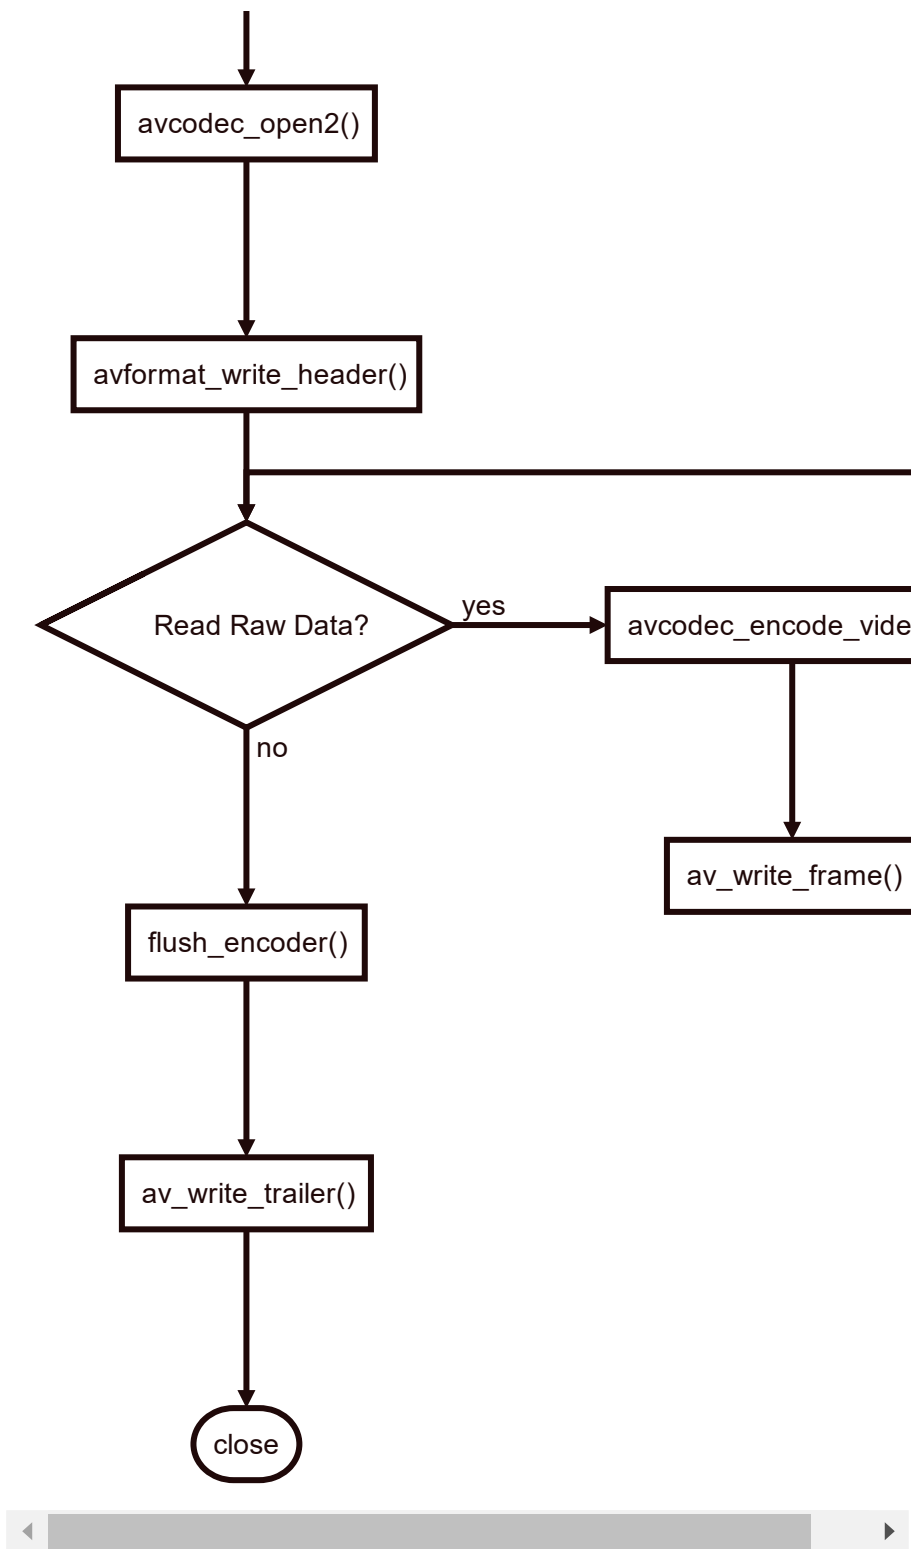 avcodec_open2()
avformat_write_header()
Read Raw Data?
yes
avcodec_encode_vide
no
av_write_frame()
flush_encoder()
av_write_trailer()
close